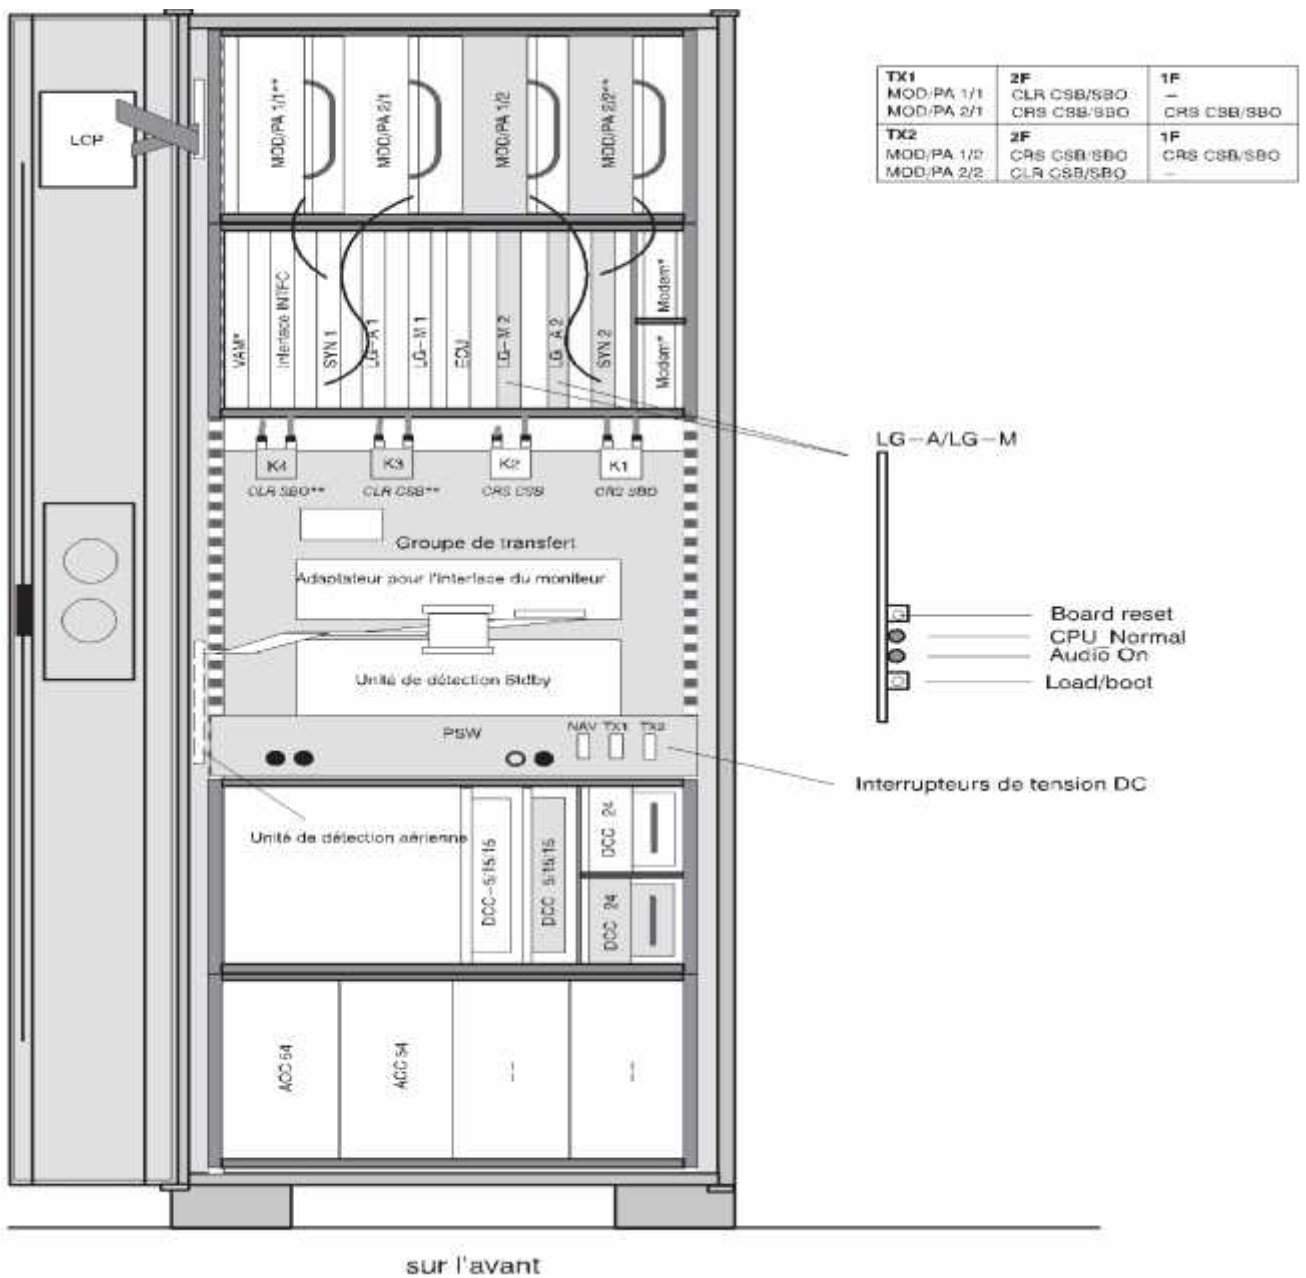 LCP
MOD/PA 1/1**
MOD/PA 2/1
MOD/PA 1/2
MOD/PA 2/2**
TX1 2F 1F
MOD/PA 1/1 CLR CSB/SBO –
MOD/PA 2/1 CRS CSB/SBO CRS CSB/SBO
TX2 2F 1F
MOD/PA 1/2 CRS CSB/SBO CRS CSB/SBO
MOD/PA 2/2 CLR CSB/SBO –
VAM*
Interface INTFC
SYN 1
LG–A 1
LG–M 1
ECU
LG–M 2
LG A 2
SYN 2
Modem*
Modem*
LG–A/LG–M
K4 K3 K2 K1
CLR SBO** CLR CSB** CRS CSB CRS SBO
Groupe de transfert
Adaptateur pour l'interface du moniteur
Board reset
CPU Normal
Audio On
Load/boot
Unité de détection Stdby
PSW
NAV TX1 TX2
Interrupteurs de tension DC
Unité de détection aérienne
DCC–5/15/15
DCC 5/15/15
DCC 24
DCC 24
ACC 54
ACC 54
--
--
sur l'avant